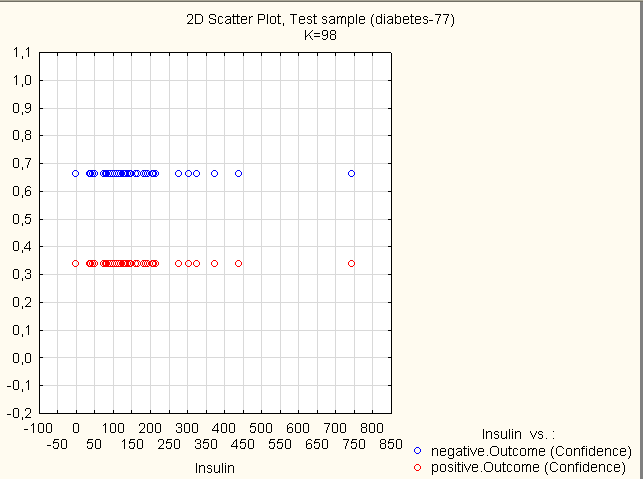 2D Scatter Plot, Test sample (diabetes-77)
K=98
1,1
1,0
0,9
0,8
0,7
0,6
0,5
0,4
0,3
0,2
0,1
0,0
-0,1
-0,2
-100 0 100 200 300 400 500 600 700 800
-50 50 150 250 350 450 550 650 750 850
Insulin
Insulin vs. :
negative.Outcome (Confidence)
positive.Outcome (Confidence)